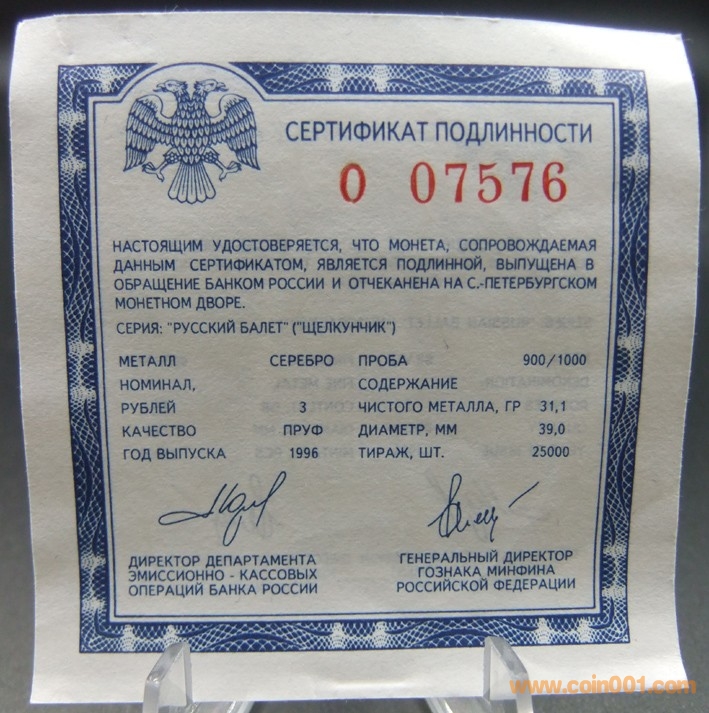 СЕРТИФИКАТ ПОДЛИННОСТИ
О 07576
НАСТОЯЩИМ УДОСТОВЕРЯЕТСЯ, ЧТО МОНЕТА, СОПРОВОЖДАЕМАЯ
ДАННЫМ СЕРТИФИКАТОМ, ЯВЛЯЕТСЯ ПОДЛИННОЙ, ВЫПУЩЕНА В
ОБРАЩЕНИЕ БАНКОМ РОССИИ И ОТЧЕКАНЕНА НА С.-ПЕТЕРБУРГСКОМ
МОНЕТНОМ ДВОРЕ.
СЕРИЯ: "РУССКИЙ БАЛЕТ" ("ЩЕЛКУНЧИК")
МЕТАЛЛ СЕРЕБРО ПРОБА 900/1000
НОМИНАЛ, СОДЕРЖАНИЕ
РУБЛЕЙ 3 ЧИСТОГО МЕТАЛЛА, ГР 31,1
КАЧЕСТВО ПРУФ ДИАМЕТР, ММ 39,0
ГОД ВЫПУСКА 1996 ТИРАЖ, ШТ. 25000
ДИРЕКТОР ДЕПАРТАМЕНТА
ЭМИССИОННО - КАССОВЫХ
ОПЕРАЦИЙ БАНКА РОССИИ
ГЕНЕРАЛЬНЫЙ ДИРЕКТОР
ГОЗНАКА МИНФИНА
РОССИЙСКОЙ ФЕДЕРАЦИИ
www.coin001.com